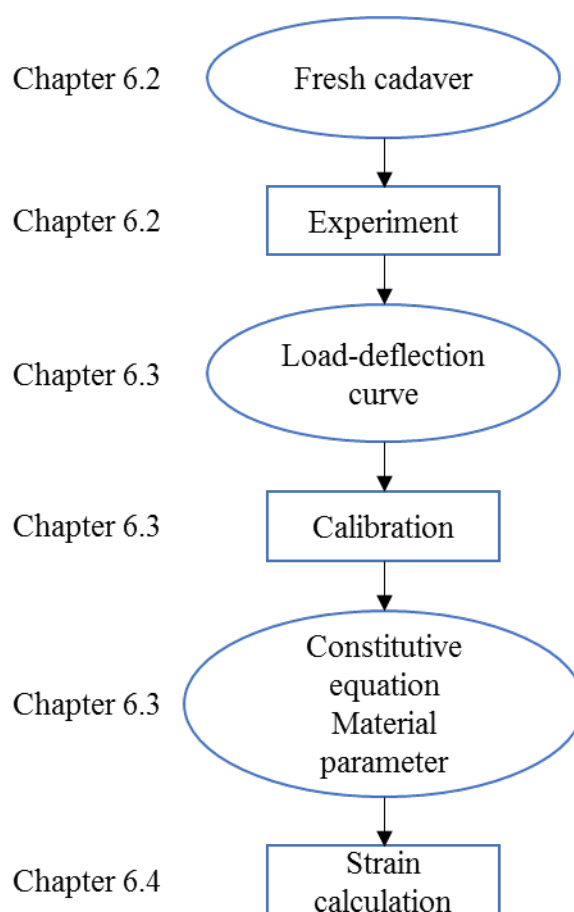 Chapter 6.2
Fresh cadaver
Chapter 6.2
Experiment
Chapter 6.3
Load-deflection
curve
Chapter 6.3
Calibration
Chapter 6.3
Constitutive
equation
Material
parameter
Chapter 6.4
Strain
calculation